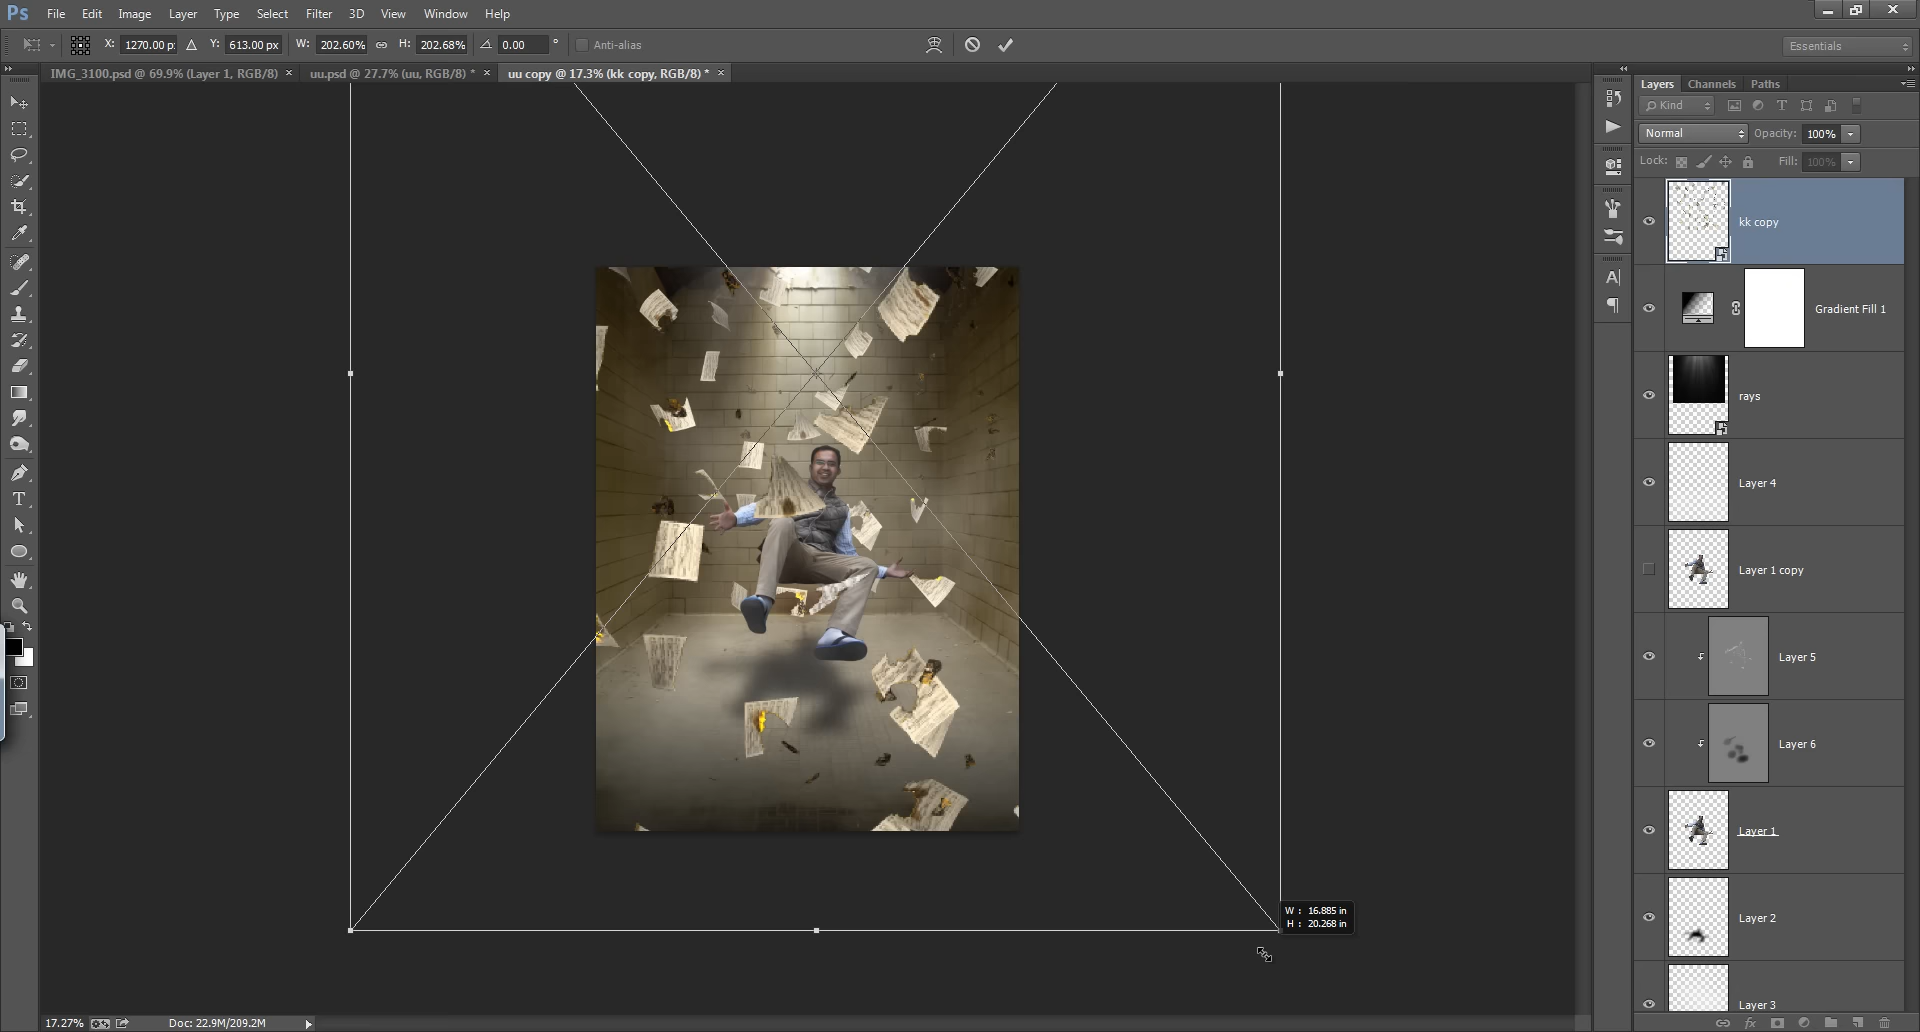 Ps File Edit Image Layer Type Select Filter 3D View Window Help
X: 1270.00 p Y: 613.00 px W: 202.60% H: 202.68% 0.00 ° Anti-alias Essentials
IMG_3100.psd @ 69.9% (Layer 1, RGB/8) × uu.psd @ 27.7% (uu, RGB/8) * × uu copy @ 17.3% (kk copy, RGB/8) * ×
Layers Channels Paths
Kind
Normal Opacity: 100%
Lock: Fill: 100%
kk copy
Gradient Fill 1
rays
Layer 4
Layer 1 copy
Layer 5
Layer 6
Layer 1
Layer 2
Layer 3
W : 16.885 in
H : 20.268 in
17.27% Doc: 22.9M/209.2M